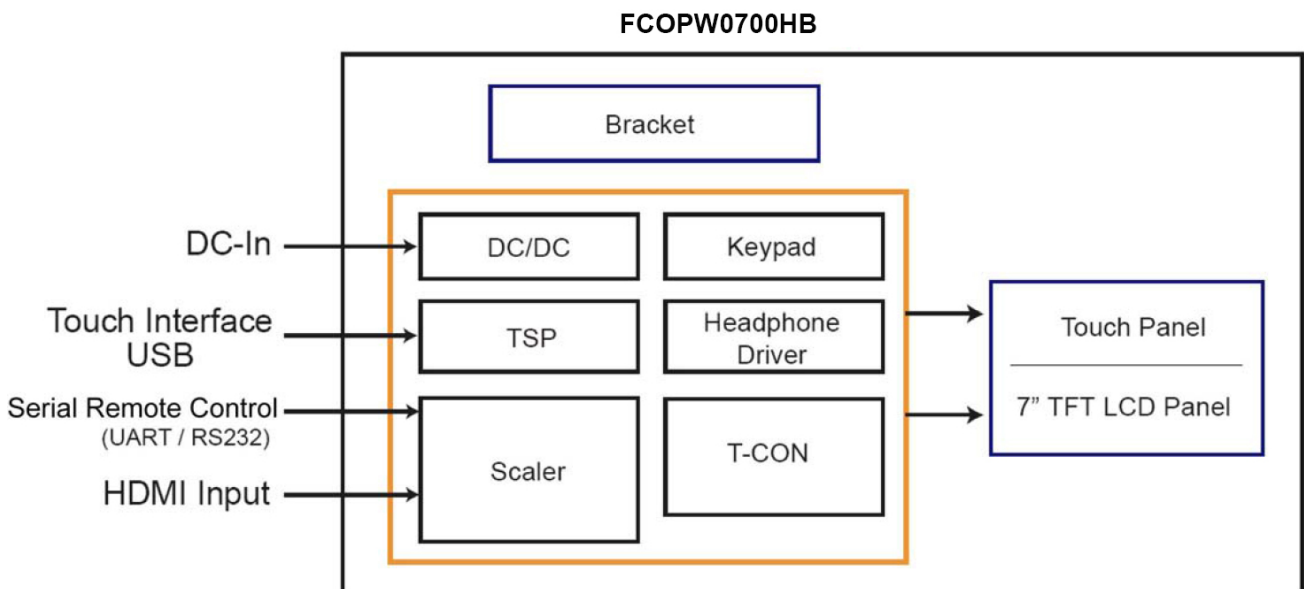 FCOPW0700HB
Bracket
DC-In
DC/DC
Keypad
Touch Interface
USB
TSP
Headphone
Driver
Touch Panel
7” TFT LCD Panel
Serial Remote Control
(UART / RS232)
HDMI Input
Scaler
T-CON